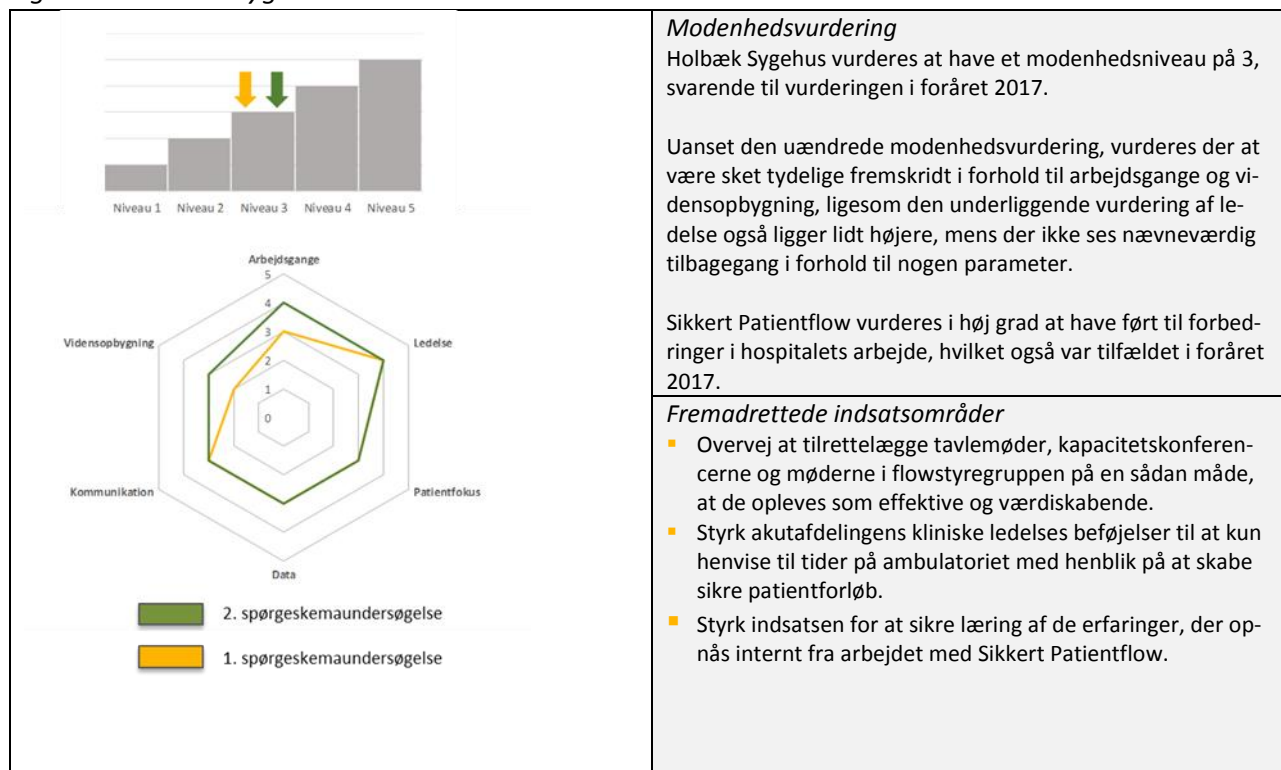 Niveau 1 Niveau 2 Niveau 3 Niveau 4 Niveau 5
Arbejdsgange
5
4
3
2
1
0
Vidensopbygning
Ledelse
Kommunikation
Patientfokus
Data
2. spørgeskemaundersøgelse
1. spørgeskemaundersøgelse
Modenhedsvurdering
Holbæk Sygehus vurderes at have et modenhedsniveau på 3,
svarende til vurderingen i foråret 2017.
Uanset den uændrede modenhedsvurdering, vurderes der at
være sket tydelige fremskridt i forhold til arbejdsgange og vi-
densopbygning, ligesom den underliggende vurdering af le-
delse også ligger lidt højere, mens der ikke ses nævneværdig
tilbagegang i forhold til nogen parameter.
Sikkert Patientflow vurderes i høj grad at have ført til forbed-
ringer i hospitalets arbejde, hvilket også var tilfældet i foråret
2017.
Fremadrettede indsatsområder
Overvej at tilrettelægge tavlemøder, kapacitetskonferen-
cerne og møderne i flowstyregruppen på en sådan måde,
at de opleves som effektive og værdiskabende.
Styrk akutafdelingens kliniske ledelses beføjelser til at kun
henvise til tider på ambulatoriet med henblik på at skabe
sikre patientforløb.
Styrk indsatsen for at sikre læring af de erfaringer, der op-
nås internt fra arbejdet med Sikkert Patientflow.